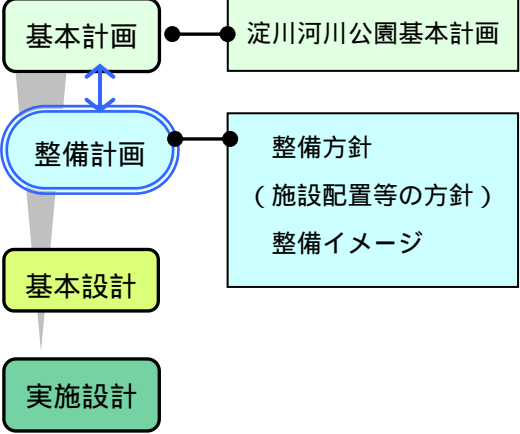 基本計画
淀川河川公園基本計画
整備計画
整備方針
（施設配置等の方針）
整備イメージ
基本設計
実施設計